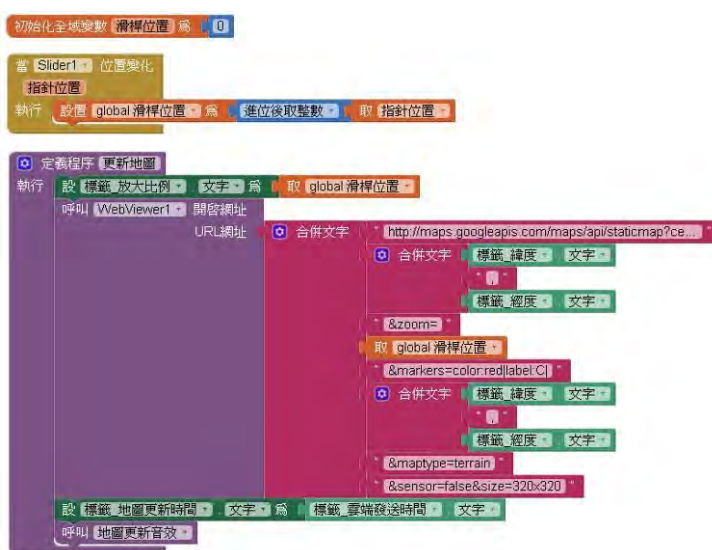 初始化全域變數 滑桿位置 為 0
當 Slider1 位置變化
指針位置
執行 設置 global 滑桿位置 為 進位後取整數 取 指針位置
定義程序 更新地圖
執行 設 標籤_放大比例 . 文字 為 取 global 滑桿位置
呼叫 WebViewer1 開啟網址
URL網址 合併文字 " http://maps.googleapis.com/maps/api/staticmap?ce... "
合併文字 標籤_緯度 . 文字
" , "
標籤_經度 . 文字
" &zoom= "
取 global 滑桿位置
" &markers=color:red|label:C| "
合併文字 標籤_緯度 . 文字
" , "
標籤_經度 . 文字
" &maptype=terrain "
" &sensor=false&size=320x320 "
設 標籤_地圖更新時間 . 文字 為 標籤_雲端發送時間 . 文字
呼叫 地圖更新音效